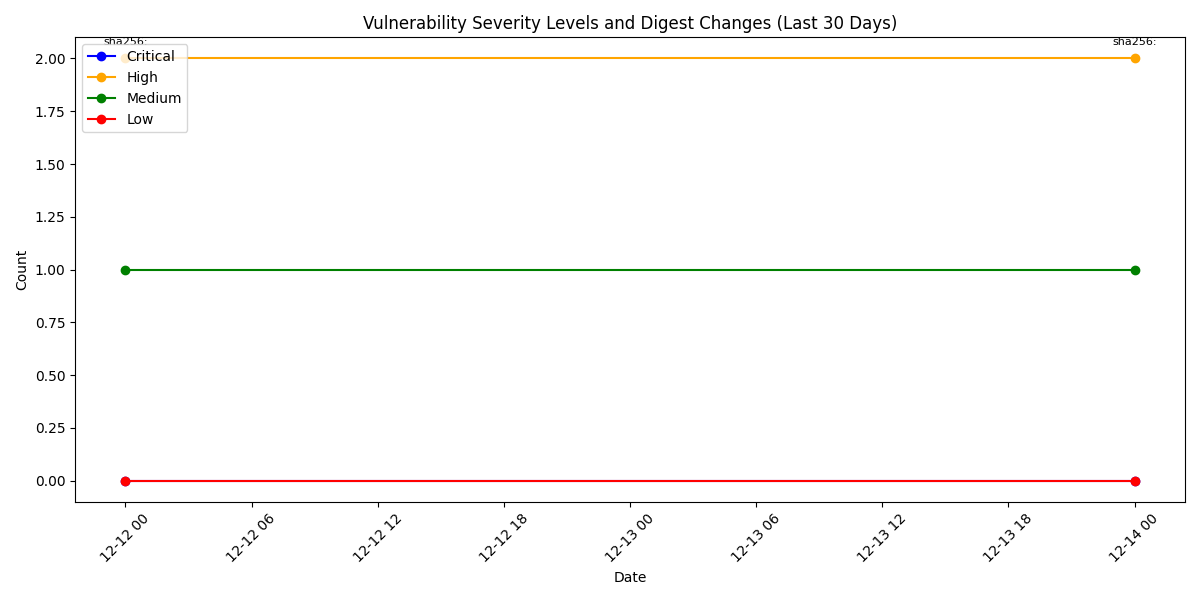 Vulnerability Severity Levels and Digest Changes (Last 30 Days)
sha256:
sha256:
Critical
High
Medium
Low
2.00
1.75
1.50
1.25
1.00
0.75
0.50
0.25
0.00
Count
12-12 00
12-12 06
12-12 12
12-12 18
12-13 00
12-13 06
12-13 12
12-13 18
12-14 00
Date